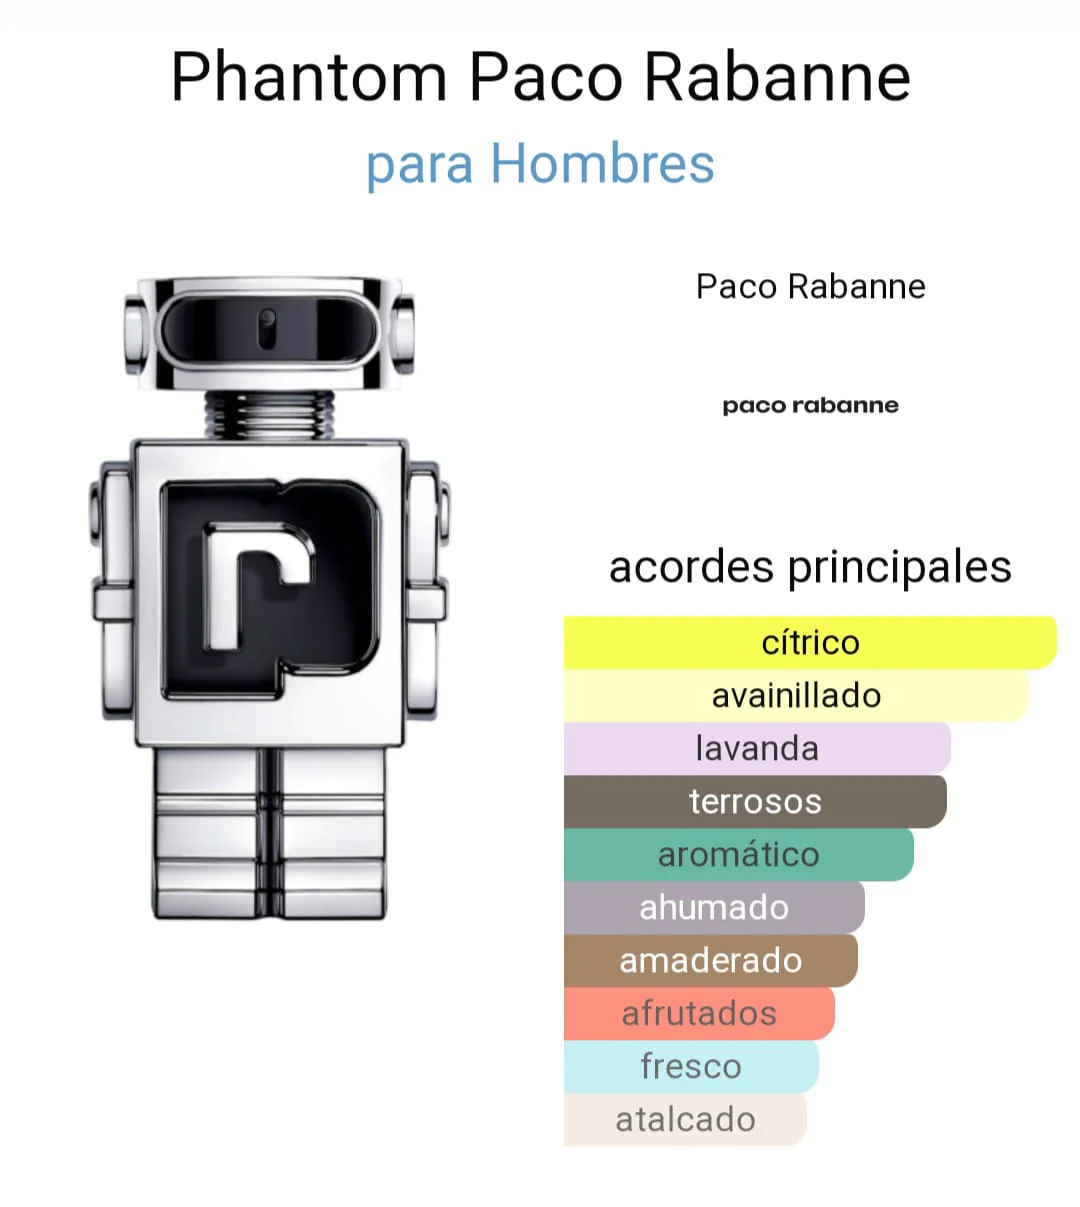 Phantom Paco Rabanne
para Hombres
Paco Rabanne
paco rabanne
acordes principales
cítrico
avainillado
lavanda
terrosos
aromático
ahumado
amaderado
afrutados
fresco
atalcado